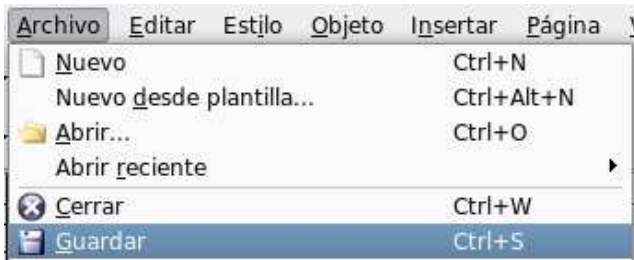 Archivo Editar Estilo Objeto Insertar Página
Nuevo Ctrl+N
Nuevo desde plantilla... Ctrl+Alt+N
Abrir... Ctrl+O
Abrir reciente
Cerrar Ctrl+W
Guardar Ctrl+S